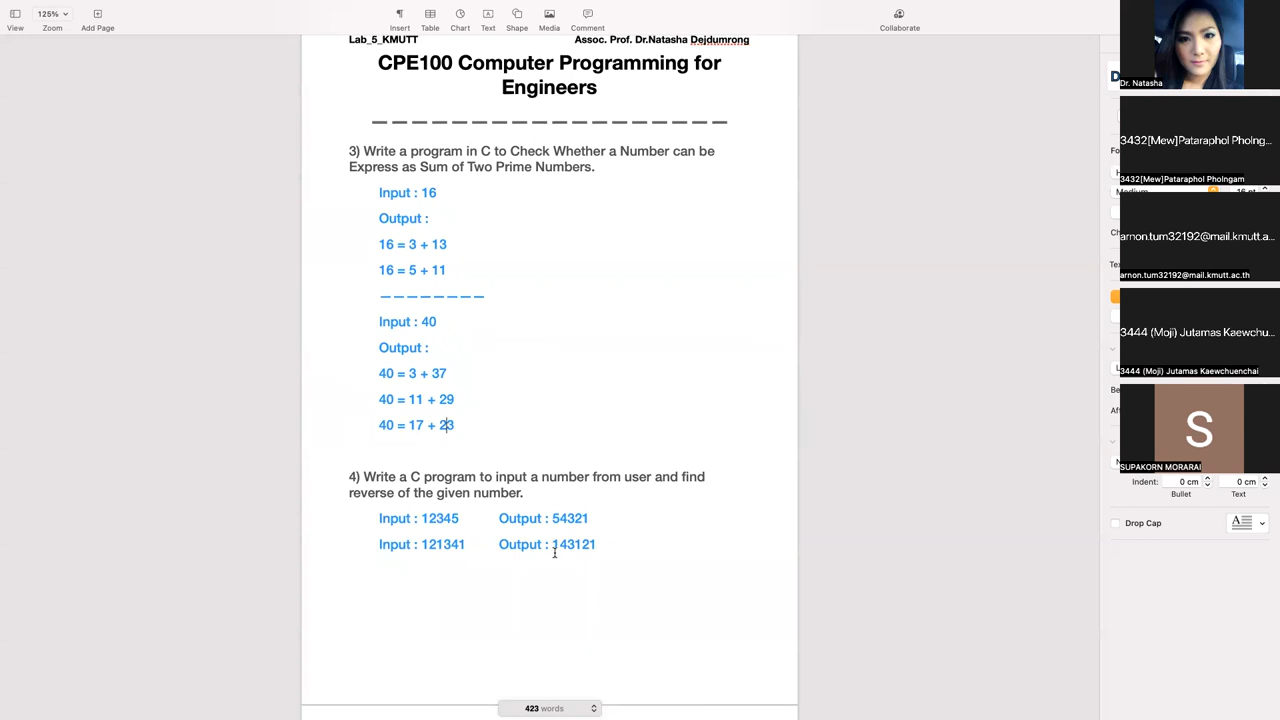 125%
View
Zoom
Add Page
Insert
Table
Chart
Text
Shape
Media
Comment
Collaborate
Lab_5_KMUTT
Assoc. Prof. Dr.Natasha Dejdumrong
CPE100 Computer Programming for
Engineers
3) Write a program in C to Check Whether a Number can be
Express as Sum of Two Prime Numbers.
Input : 16
Output :
16 = 3 + 13
16 = 5 + 11
————————
Input : 40
Output :
40 = 3 + 37
40 = 11 + 29
40 = 17 + 23
4) Write a C program to input a number from user and find
reverse of the given number.
Input : 12345 Output : 54321
Input : 121341 Output : 143121
423 words
Dr. Natasha
3432[Mew]Pataraphol Pholng...
3432[Mew]Pataraphol Pholngam
arnon.tum32192@mail.kmutt.a...
arnon.tum32192@mail.kmutt.ac.th
3444 (Moji) Jutamas Kaewchu...
3444 (Moji) Jutamas Kaewchuenchai
S
SUPAKORN MORARAI
Indent:
0 cm
0 cm
Bullet
Text
Drop Cap